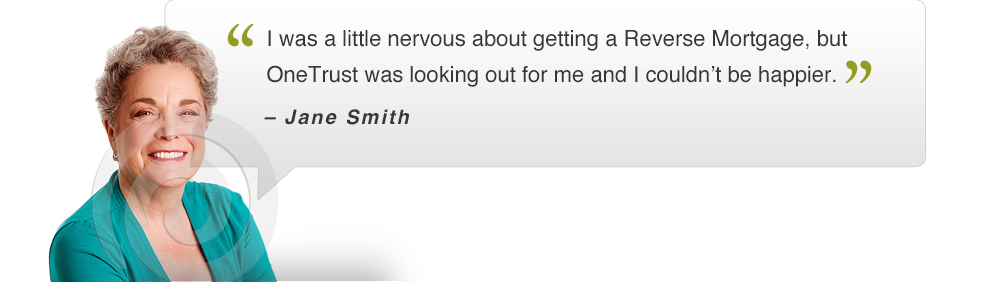 “ I was a little nervous about getting a Reverse Mortgage, but
OneTrust was looking out for me and I couldn’t be happier. ”
– Jane Smith